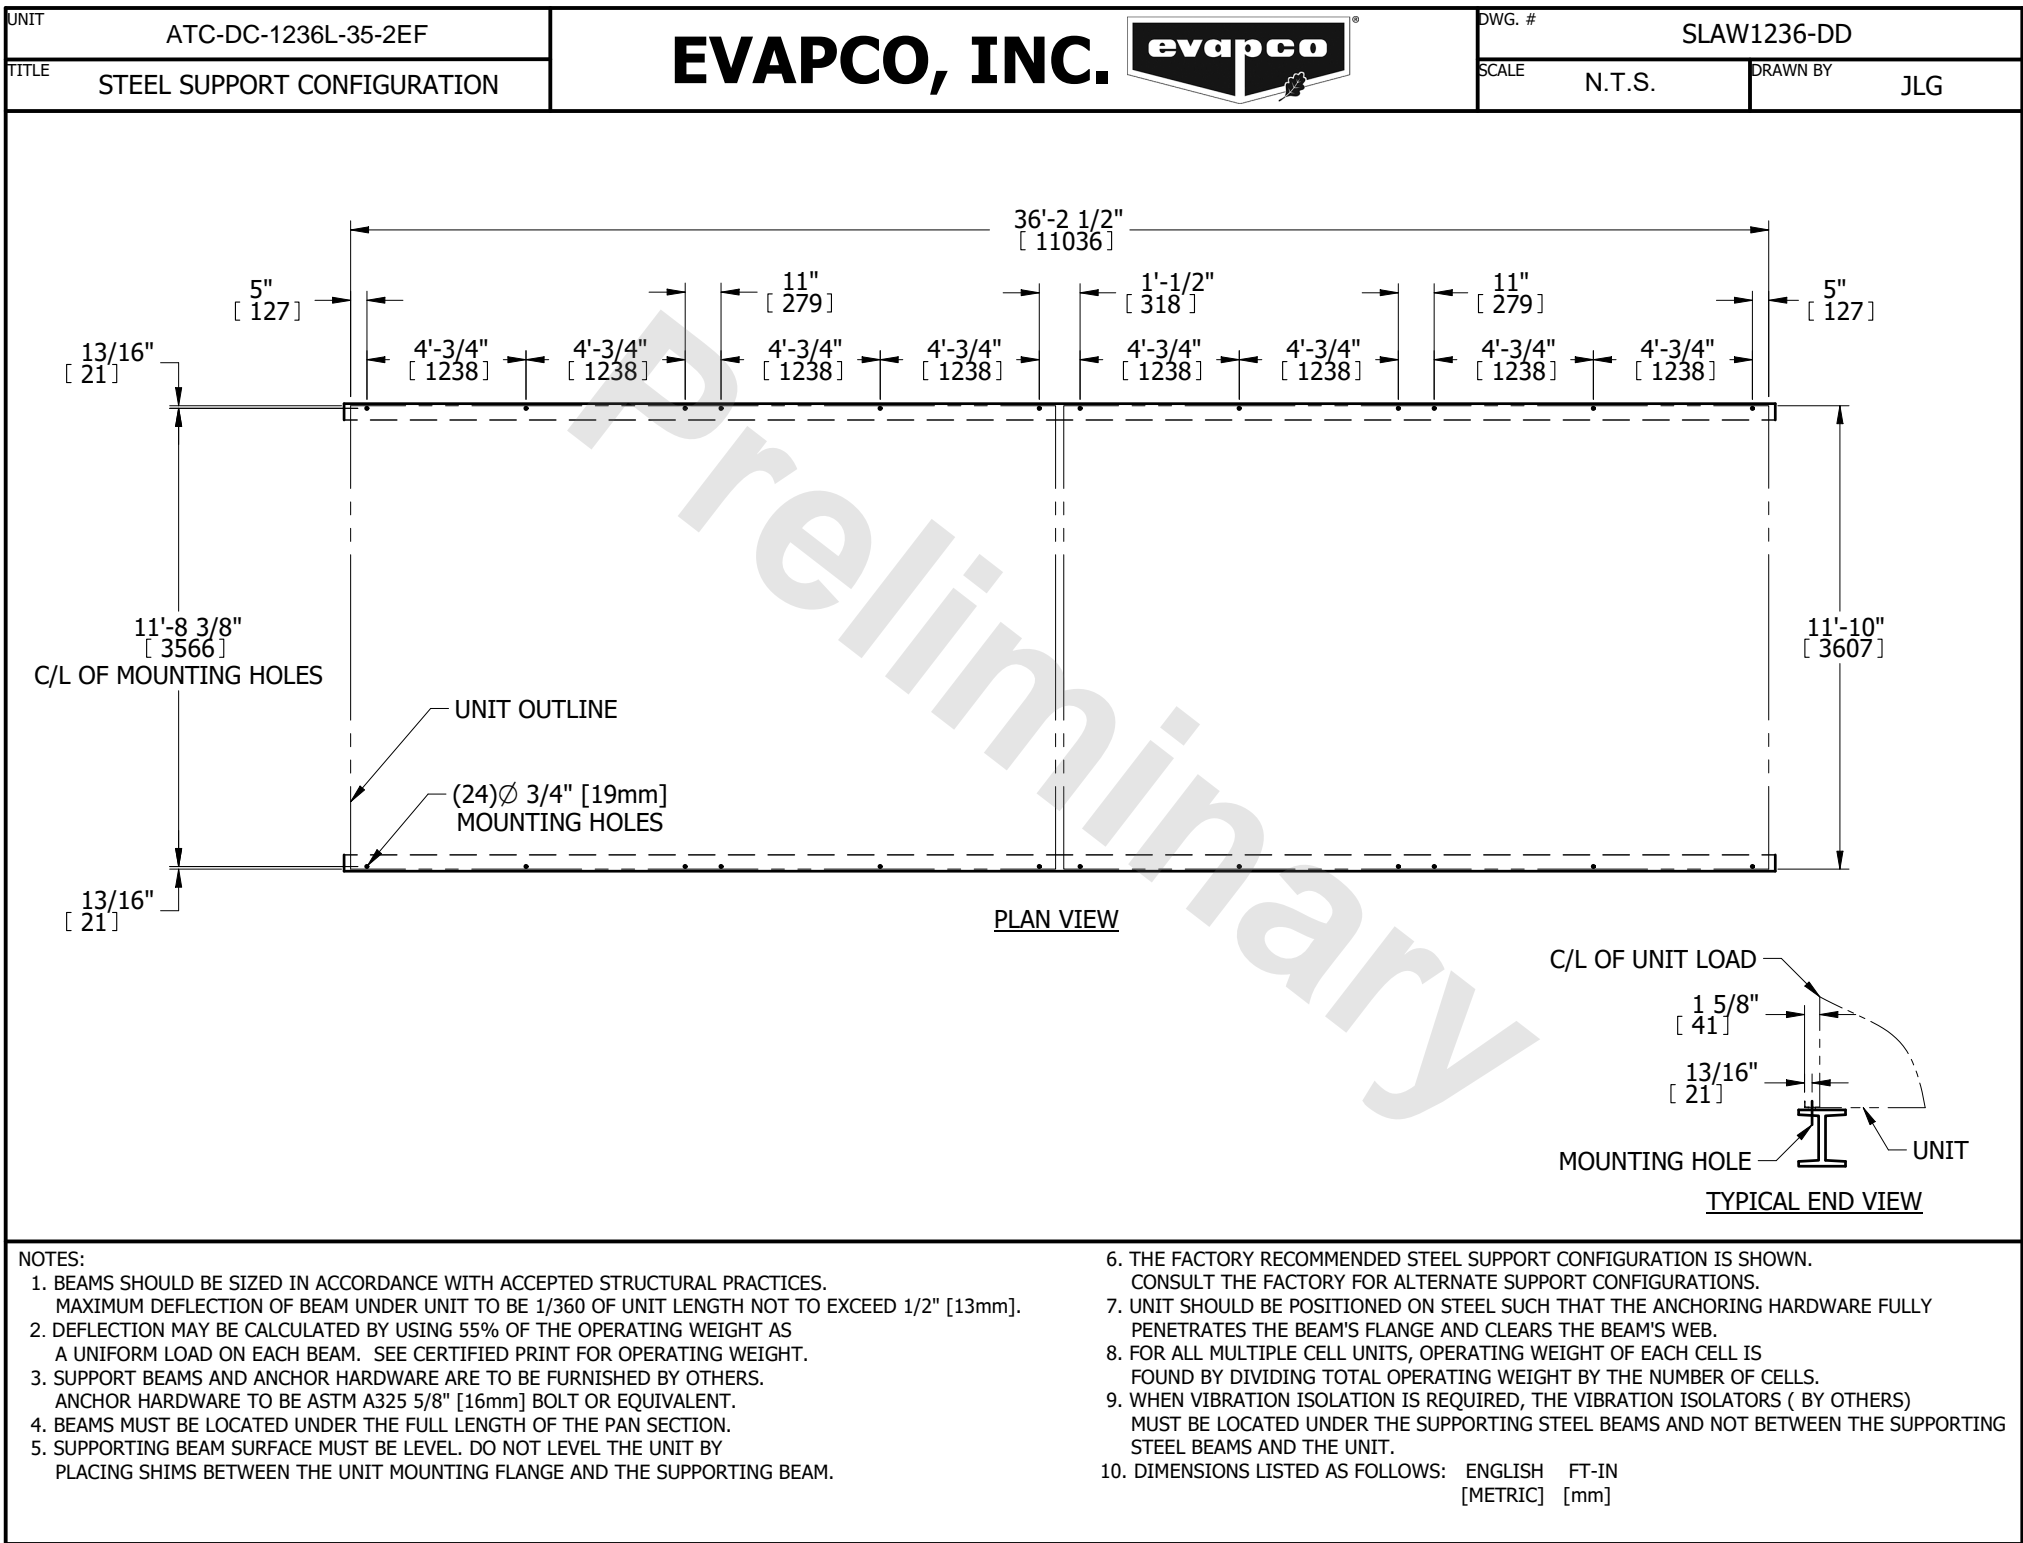 UNIT
ATC-DC-1236L-35-2EF
TITLE
STEEL SUPPORT CONFIGURATION
EVAPCO, INC.
evapco
®
DWG. #
SLAW1236-DD
SCALE
N.T.S.
DRAWN BY
JLG
36'-2 1/2"
[ 11036 ]
5"
[ 127 ]
11"
[ 279 ]
1'-1/2"
[ 318 ]
11"
[ 279 ]
5"
[ 127 ]
13/16"
[ 21 ]
4'-3/4"
[ 1238 ]
4'-3/4"
[ 1238 ]
4'-3/4"
[ 1238 ]
4'-3/4"
[ 1238 ]
4'-3/4"
[ 1238 ]
4'-3/4"
[ 1238 ]
4'-3/4"
[ 1238 ]
4'-3/4"
[ 1238 ]
Preliminary
11'-8 3/8"
[ 3566 ]
C/L OF MOUNTING HOLES
11'-10"
[ 3607 ]
UNIT OUTLINE
(24)∅ 3/4" [19mm]
MOUNTING HOLES
13/16"
[ 21 ]
PLAN VIEW
C/L OF UNIT LOAD
1 5/8"
[ 41 ]
13/16"
[ 21 ]
MOUNTING HOLE
UNIT
TYPICAL END VIEW
NOTES:
1. BEAMS SHOULD BE SIZED IN ACCORDANCE WITH ACCEPTED STRUCTURAL PRACTICES.
MAXIMUM DEFLECTION OF BEAM UNDER UNIT TO BE 1/360 OF UNIT LENGTH NOT TO EXCEED 1/2" [13mm].
2. DEFLECTION MAY BE CALCULATED BY USING 55% OF THE OPERATING WEIGHT AS
A UNIFORM LOAD ON EACH BEAM. SEE CERTIFIED PRINT FOR OPERATING WEIGHT.
3. SUPPORT BEAMS AND ANCHOR HARDWARE ARE TO BE FURNISHED BY OTHERS.
ANCHOR HARDWARE TO BE ASTM A325 5/8" [16mm] BOLT OR EQUIVALENT.
4. BEAMS MUST BE LOCATED UNDER THE FULL LENGTH OF THE PAN SECTION.
5. SUPPORTING BEAM SURFACE MUST BE LEVEL. DO NOT LEVEL THE UNIT BY
PLACING SHIMS BETWEEN THE UNIT MOUNTING FLANGE AND THE SUPPORTING BEAM.
6. THE FACTORY RECOMMENDED STEEL SUPPORT CONFIGURATION IS SHOWN.
CONSULT THE FACTORY FOR ALTERNATE SUPPORT CONFIGURATIONS.
7. UNIT SHOULD BE POSITIONED ON STEEL SUCH THAT THE ANCHORING HARDWARE FULLY
PENETRATES THE BEAM'S FLANGE AND CLEARS THE BEAM'S WEB.
8. FOR ALL MULTIPLE CELL UNITS, OPERATING WEIGHT OF EACH CELL IS
FOUND BY DIVIDING TOTAL OPERATING WEIGHT BY THE NUMBER OF CELLS.
9. WHEN VIBRATION ISOLATION IS REQUIRED, THE VIBRATION ISOLATORS ( BY OTHERS)
MUST BE LOCATED UNDER THE SUPPORTING STEEL BEAMS AND NOT BETWEEN THE SUPPORTING
STEEL BEAMS AND THE UNIT.
10. DIMENSIONS LISTED AS FOLLOWS: ENGLISH FT-IN
[METRIC] [mm]